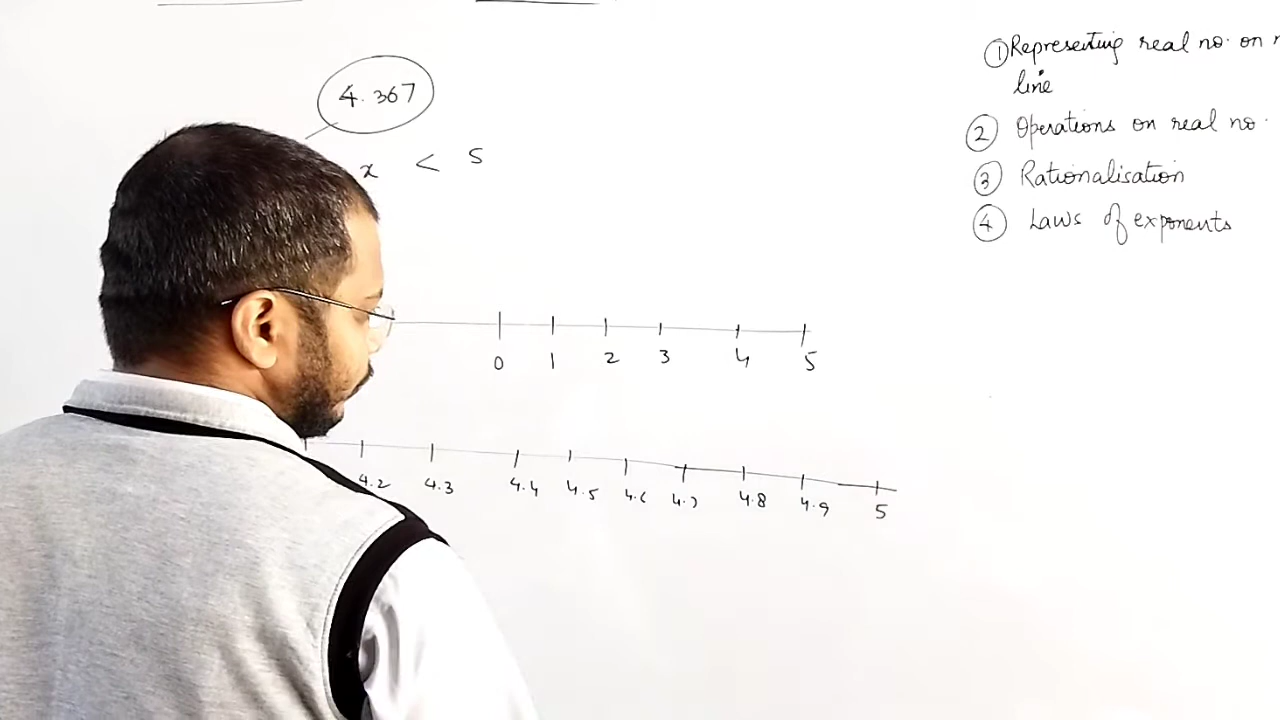 4.367
x < 5
① Representing real no. on
line
② Operations on real no.
③ Rationalisation
④ Laws of exponents
0 1 2 3 4 5
4.2 4.3 4.4 4.5 4.6 4.7 4.8 4.9 5